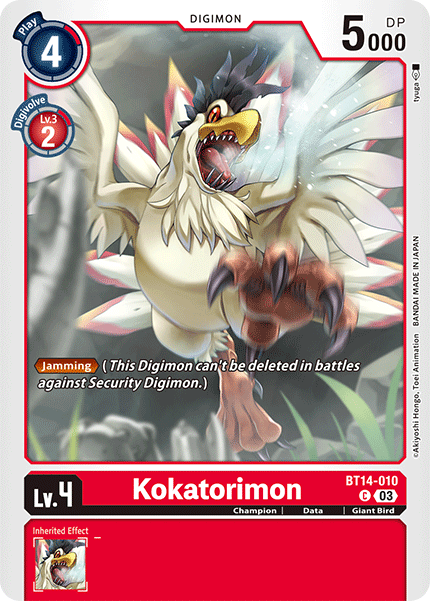 DIGIMON
Play
4
DP
5000
Digivolve
Lv.3
2
tyuga
©Akiyoshi Hongo, Toei Animation BANDAI MADE IN JAPAN
Jamming (This Digimon can't be deleted in battles
against Security Digimon.)
BT14-010
Lv.4 Kokatorimon C 03
Champion | Data | Giant Bird
Inherited Effect
–